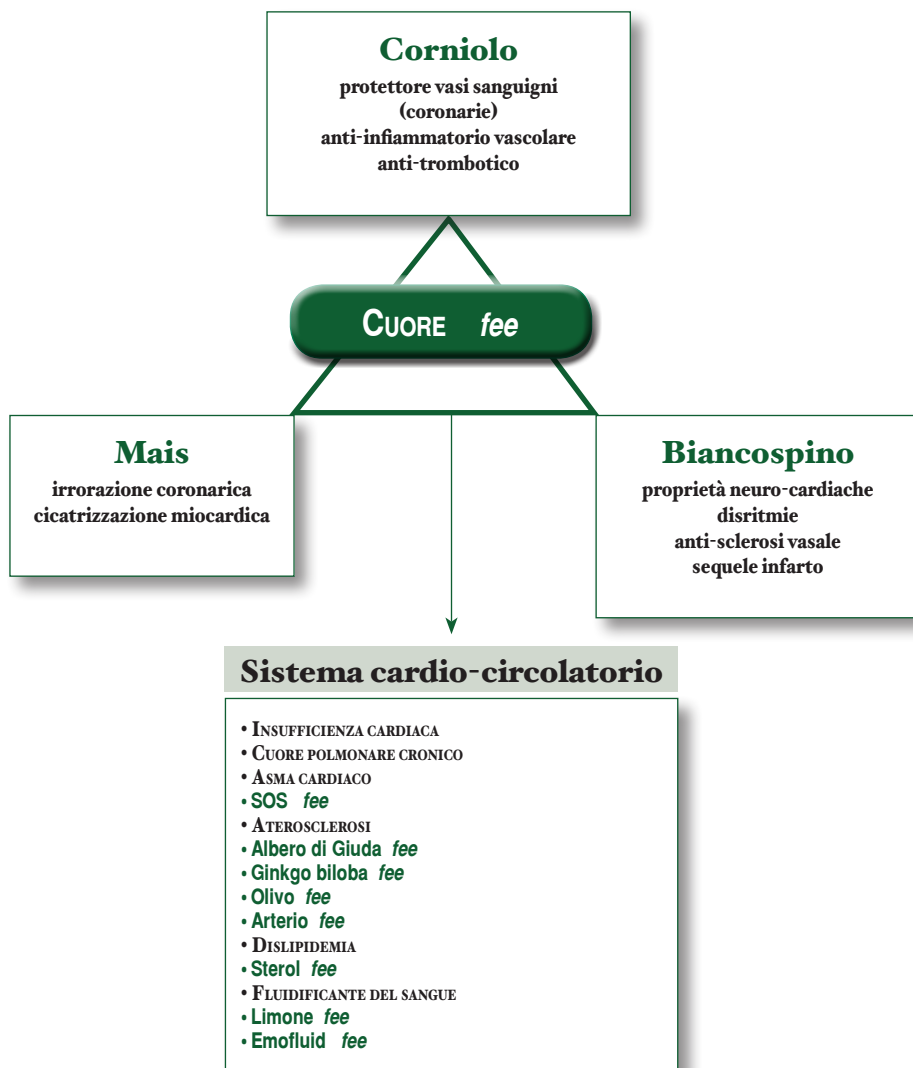 Corniolo
protettore vasi sanguigni
(coronarie)
anti-infiammatorio vascolare
anti-trombotico
CUORE fee
Mais
irrorazione coronarica
cicatrizzazione miocardica
Biancospino
proprietà neuro-cardiache
disritmie
anti-sclerosi vasale
sequele infarto
Sistema cardio-circolatorio
• INSUFFICIENZA CARDIACA
• CUORE POLMONARE CRONICO
• ASMA CARDIACO
• SOS fee
• ATEROSCLEROSI
• Albero di Giuda fee
• Ginkgo biloba fee
• Olivo fee
• Arterio fee
• DISLIPIDEMIA
• Sterol fee
• FLUIDIFICANTE DEL SANGUE
• Limone fee
• Emofluid fee